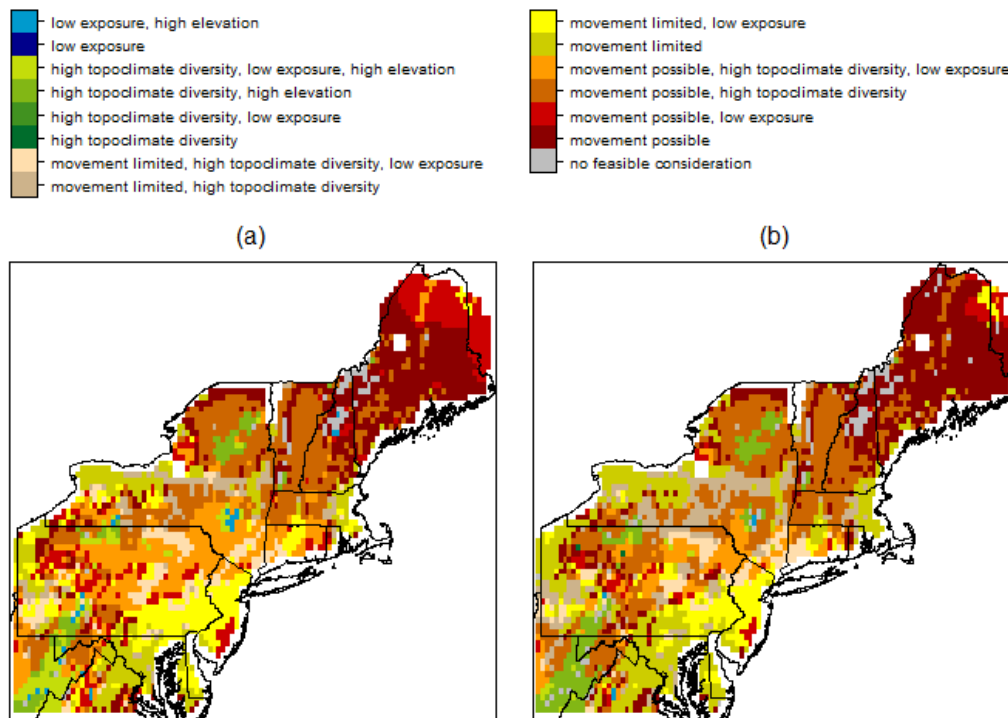 low exposure, high elevation
low exposure
high topoclimate diversity, low exposure, high elevation
high topoclimate diversity, high elevation
high topoclimate diversity, low exposure
high topoclimate diversity
movement limited, high topoclimate diversity, low exposure
movement limited, high topoclimate diversity
movement limited, low exposure
movement limited
movement possible, high topoclimate diversity, low exposure
movement possible, high topoclimate diversity
movement possible, low exposure
movement possible
no feasible consideration
(a)
(b)